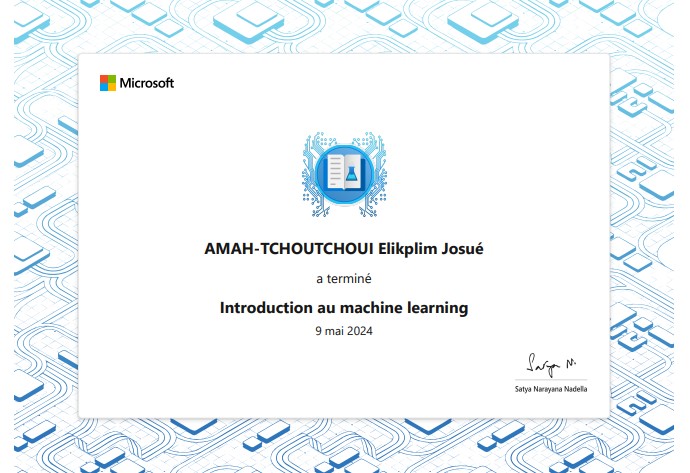 Microsoft
AMAH-TCHOUTCHOUI Elikplim Josué
a terminé
Introduction au machine learning
9 mai 2024
Satya N.
Satya Narayana Nadella